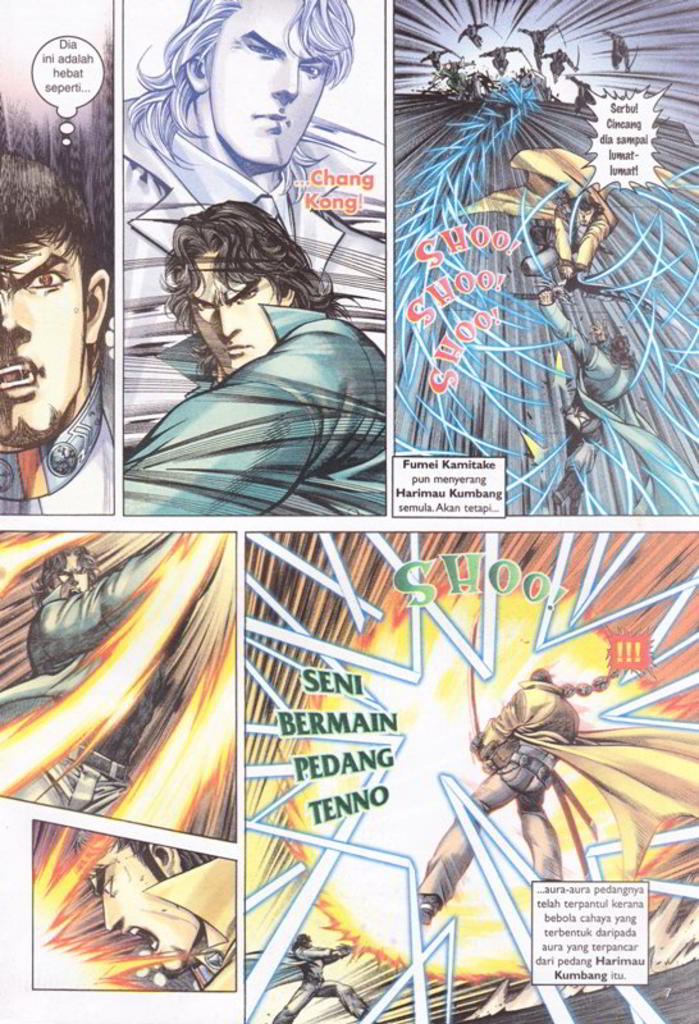 Dia
ini adalah
hebat
seperti...
...Chang
Kong!
Serbu!
Cincang
dia sampai
lumat-
lumat!
SHOO!
SHOO!
SHOO!
Fumei Kamitake
pun menyerang
Harimau Kumbang
semula. Akan tetapi...
SHOO!
!!!
SENI
BERMAIN
PEDANG
TENNO
...aura-aura pedangnya
telah terpantul kerana
bebola cahaya yang
terbentuk daripada
aura yang terpancar
dari pedang Harimau
Kumbang itu.
7